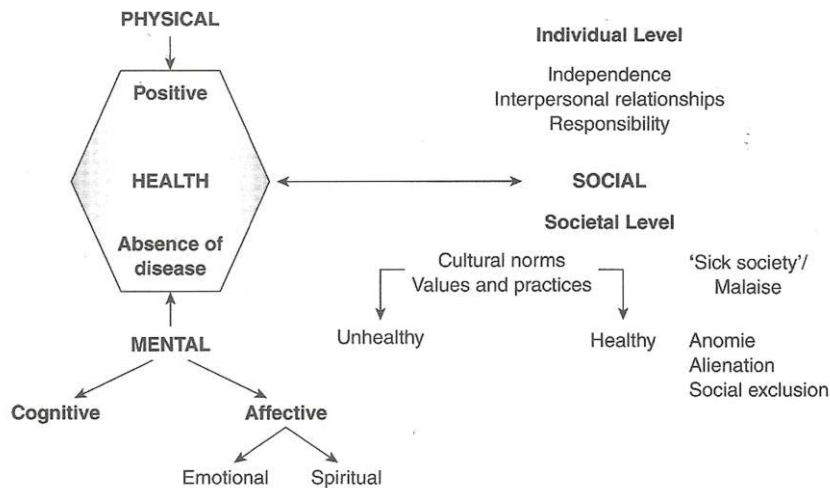 PHYSICAL
Positive
HEALTH
Absence of
disease
MENTAL
Cognitive
Affective
Emotional
Spiritual
Individual Level
Independence
Interpersonal relationships
Responsibility
SOCIAL
Societal Level
Cultural norms
Values and practices
Unhealthy
Healthy
'Sick society'/
Malaise
Anomie
Alienation
Social exclusion